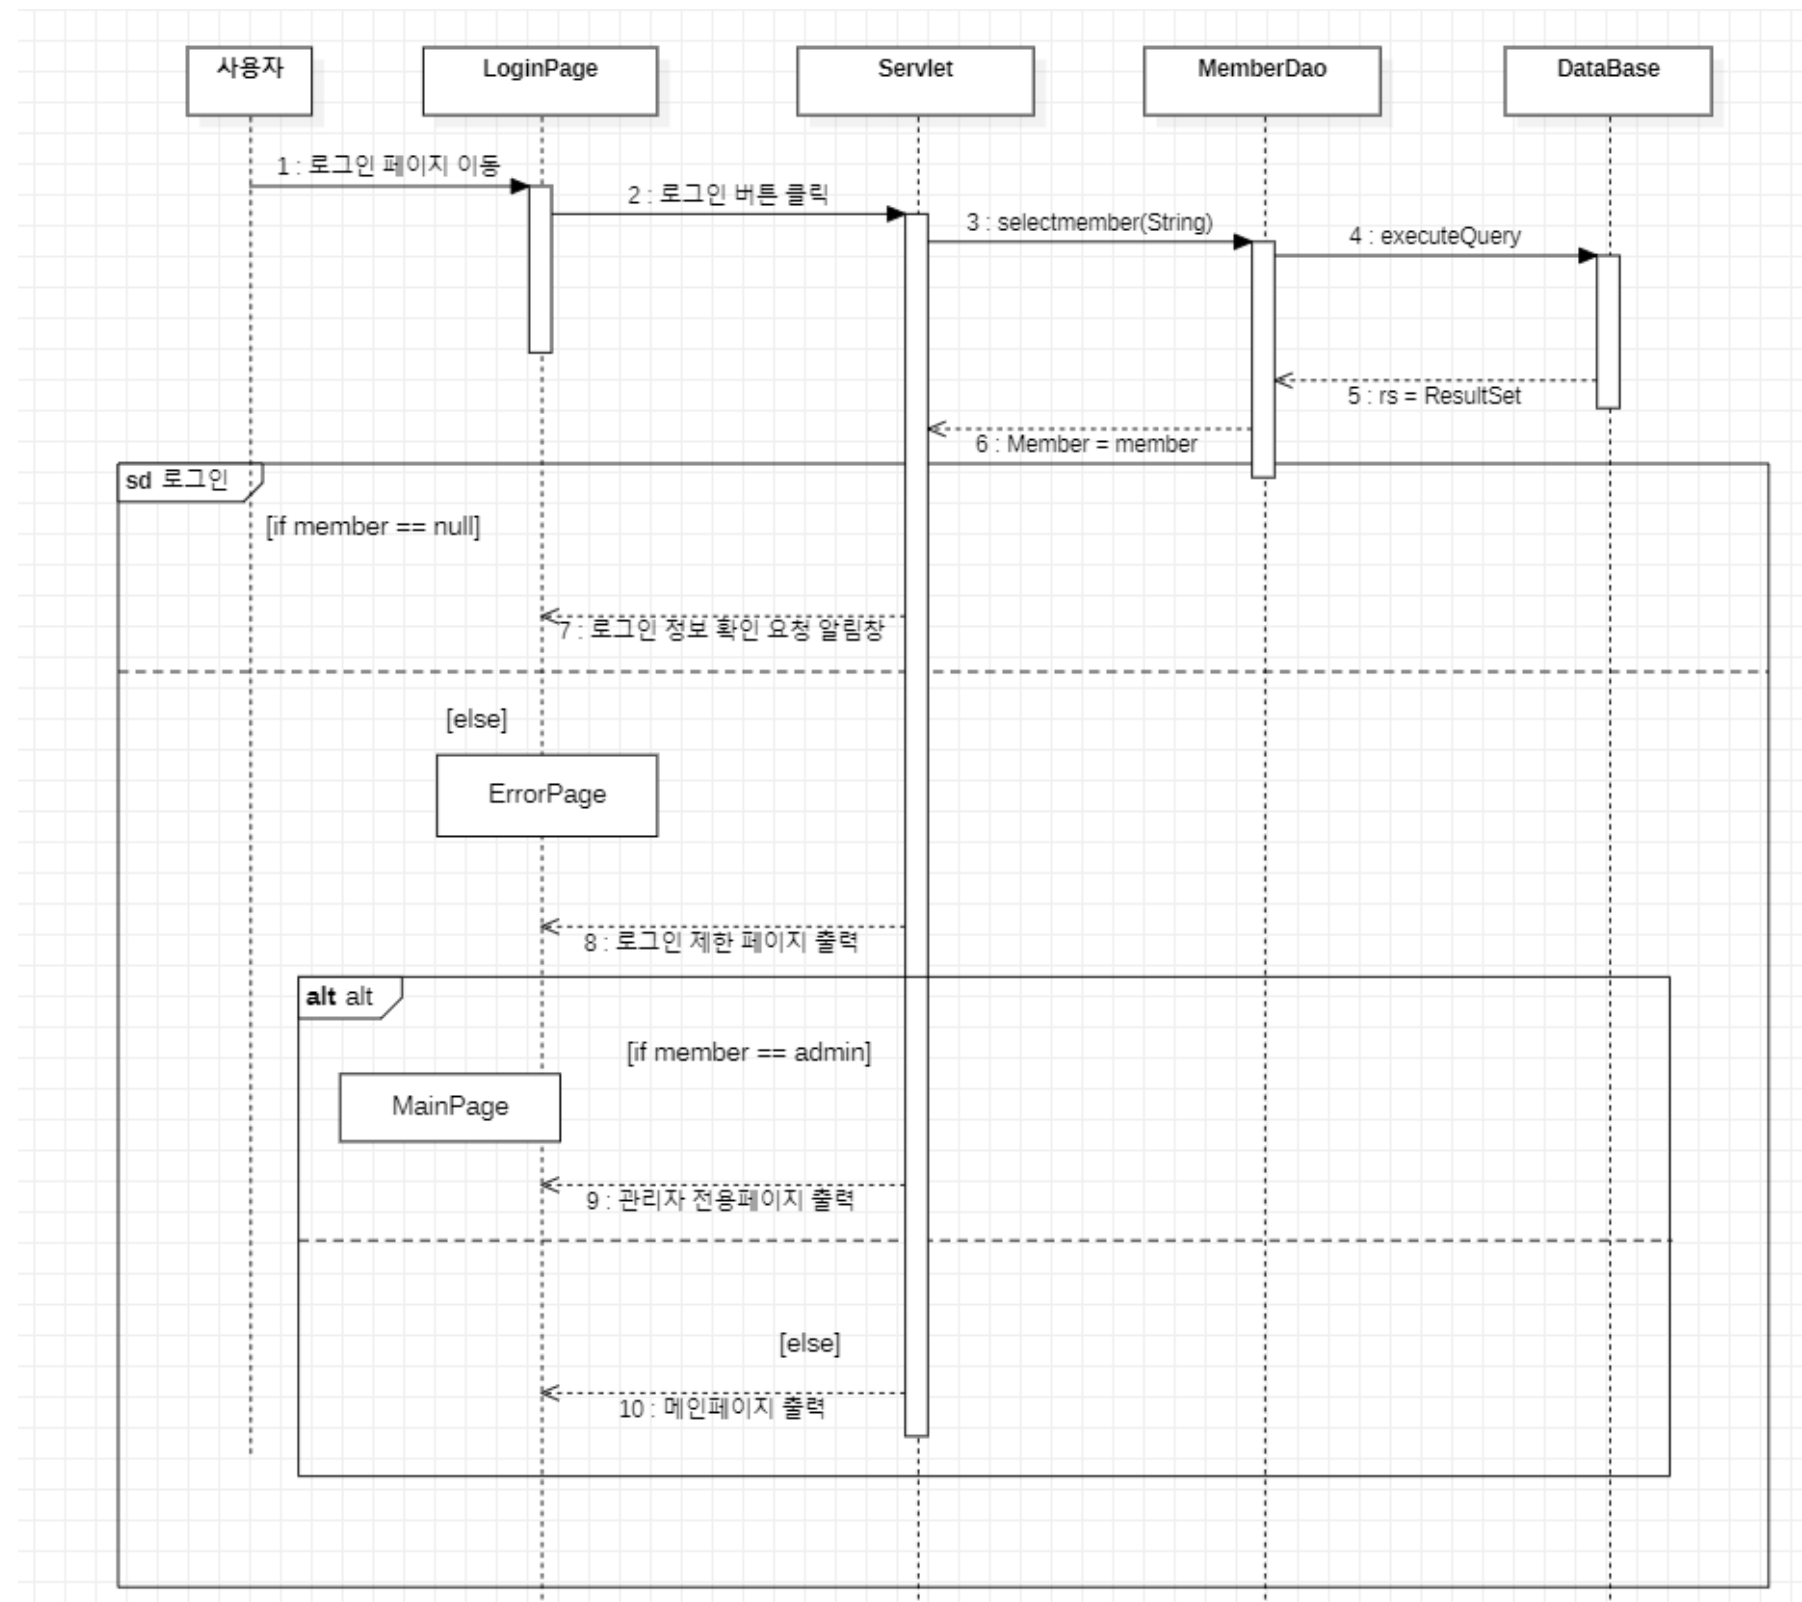 사용자
LoginPage
Servlet
MemberDao
DataBase
1 : 로그인 페이지 이동
2 : 로그인 버튼 클릭
3 : selectmember(String)
4 : executeQuery
5 : rs = ResultSet
6 : Member = member
sd 로그인
[if member == null]
7 : 로그인 정보 확인 요청 알림창
[else]
ErrorPage
8 : 로그인 제한 페이지 출력
alt alt
[if member == admin]
MainPage
9 : 관리자 전용페이지 출력
[else]
10 : 메인페이지 출력